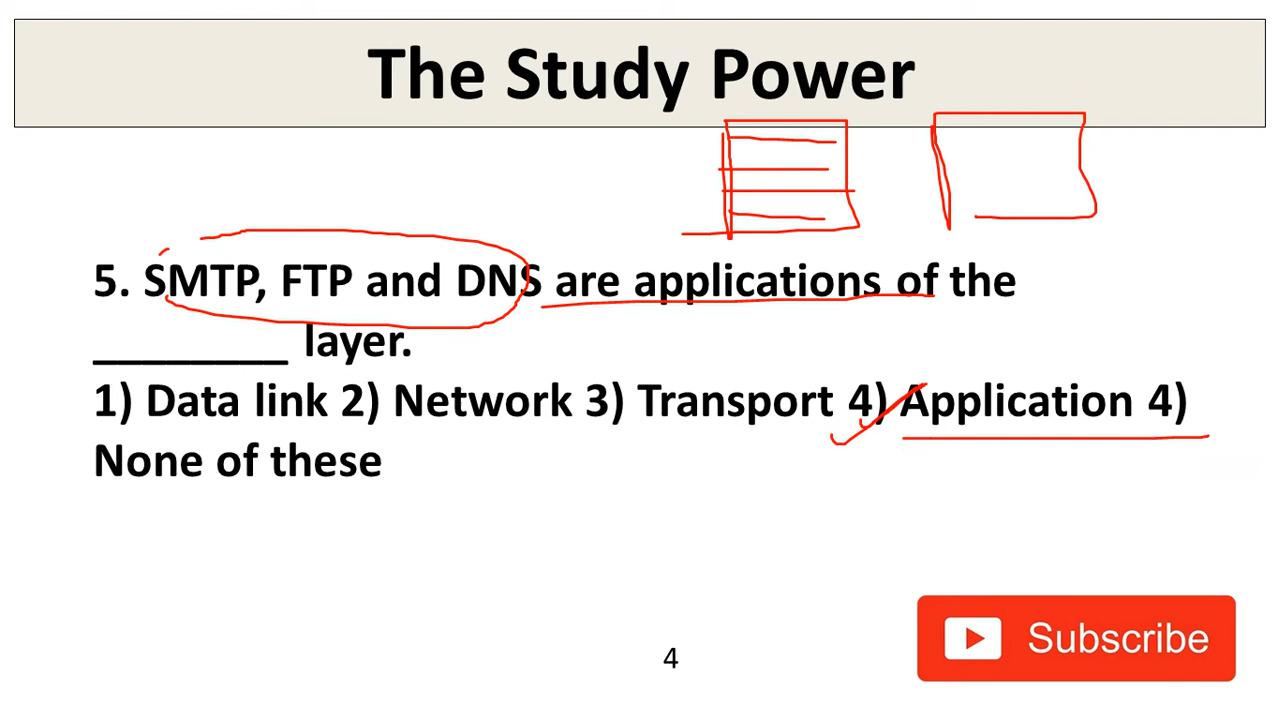 The Study Power
5. SMTP, FTP and DNS are applications of the
________ layer.
1) Data link 2) Network 3) Transport 4) Application 4)
None of these
4
Subscribe